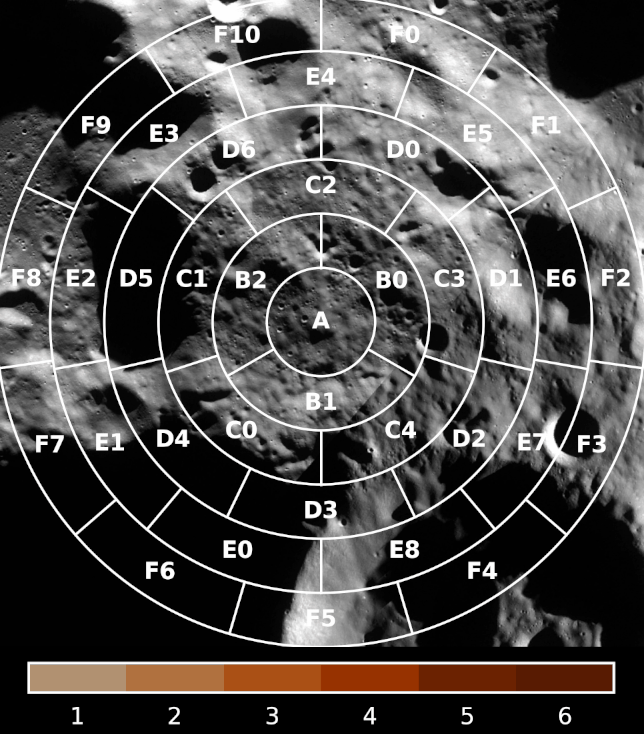 F10 F0
E4
F9 E3 E5 F1
D6 D0
C2
F8 E2 D5 C1 B2 B0 C3 D1 E6 F2
A
B1
F7 E1 D4 C0 C4 D2 E7 F3
D3
E0 E8
F6 F4
F5
1 2 3 4 5 6